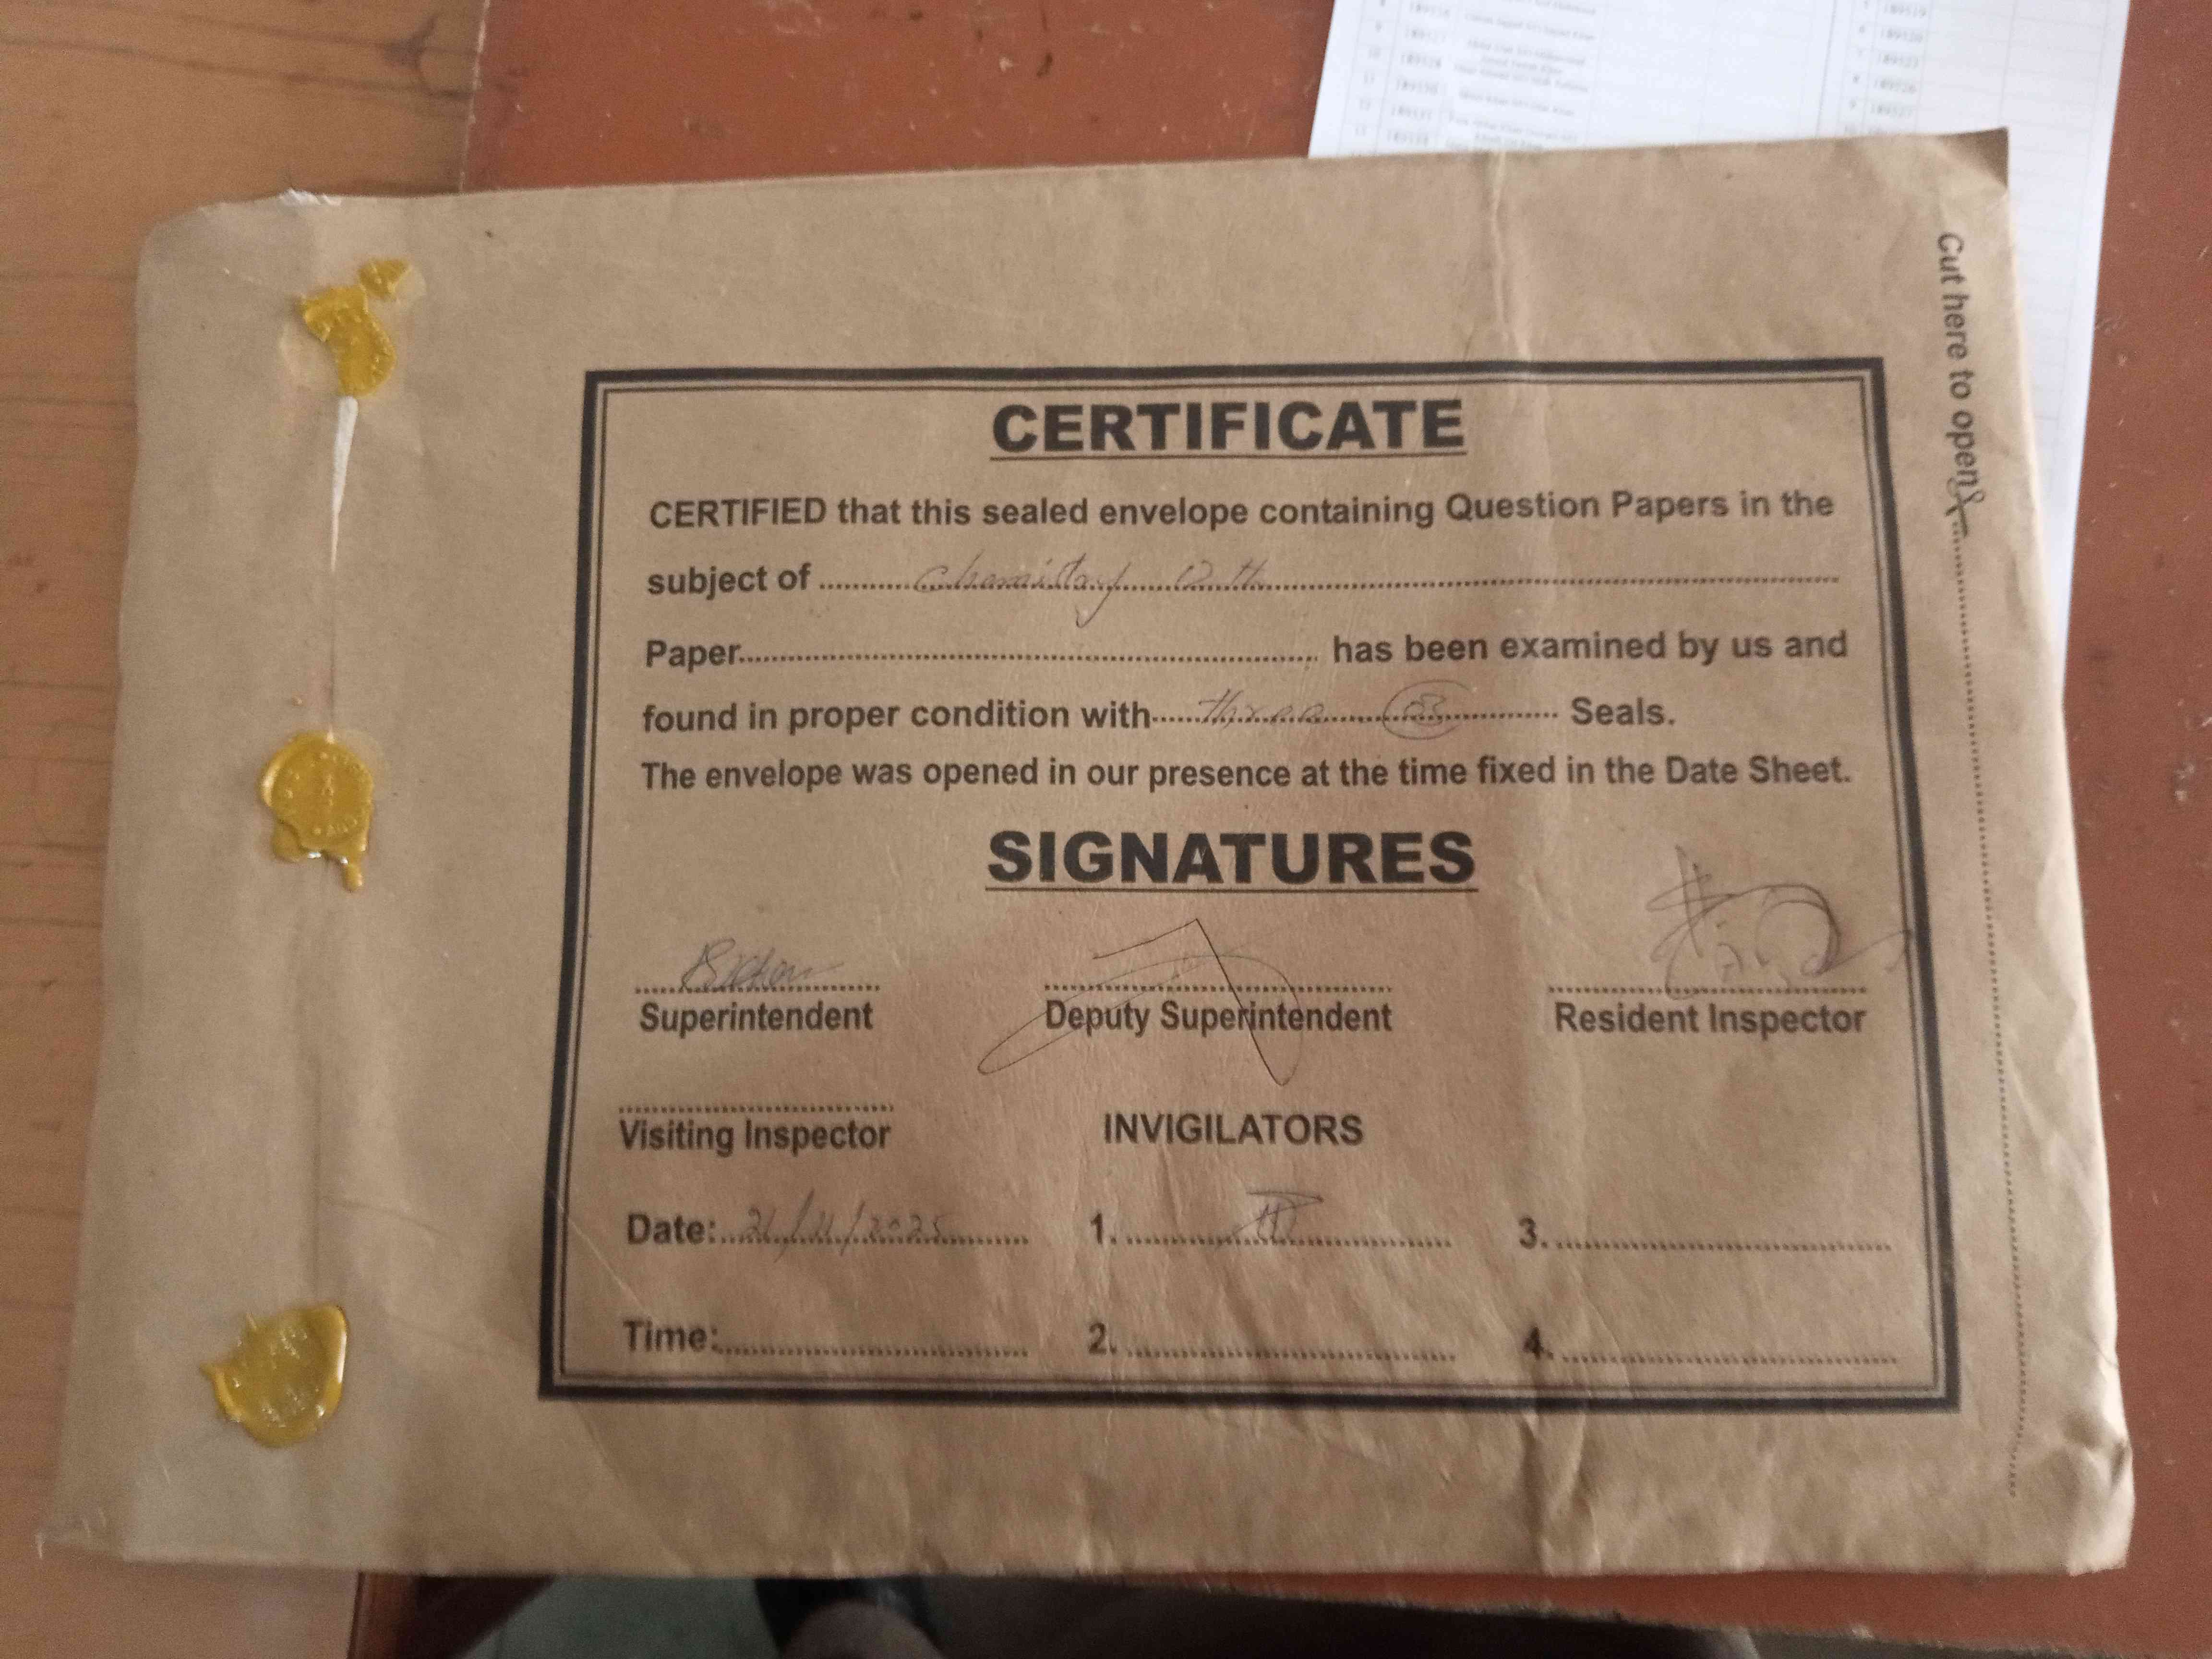 CERTIFICATE
CERTIFIED that this sealed envelope containing Question Papers in the
subject of Chemistry 12th
Paper has been examined by us and
found in proper condition with three 03 Seals.
The envelope was opened in our presence at the time fixed in the Date Sheet.
SIGNATURES
Superintendent Deputy Superintendent Resident Inspector
Visiting Inspector INVIGILATORS
Date: 21/11/2025 1. 3.
Time: 2. 4.
Cut here to open